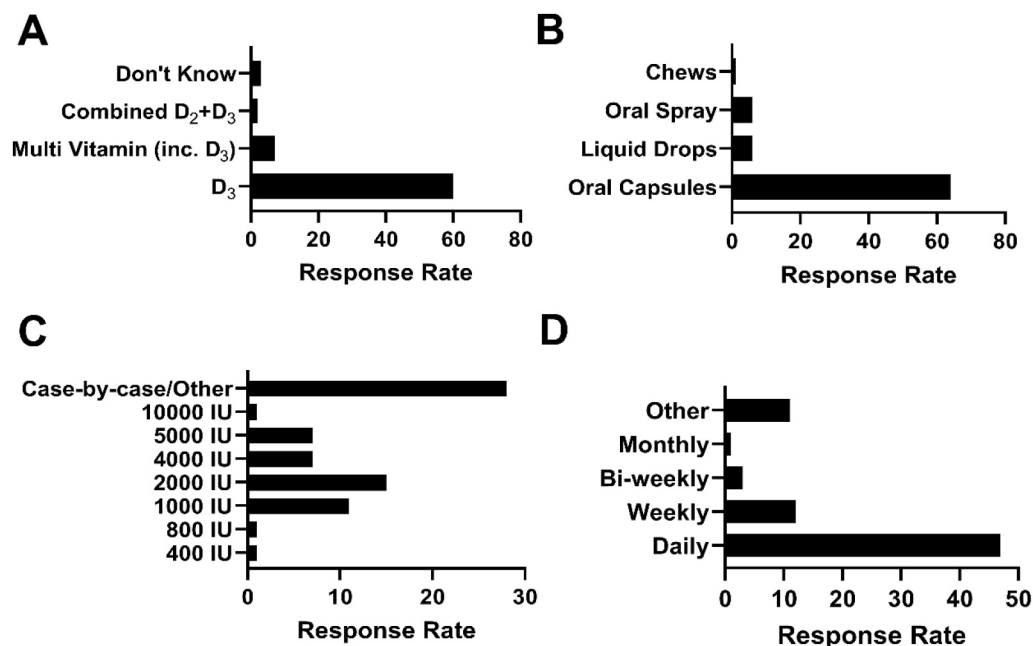 A
Don't Know
Combined D₂+D₃
Multi Vitamin (inc. D₃)
D₃
0 20 40 60 80
Response Rate
B
Chews
Oral Spray
Liquid Drops
Oral Capsules
0 20 40 60 80
Response Rate
C
Case-by-case/Other
10000 IU
5000 IU
4000 IU
2000 IU
1000 IU
800 IU
400 IU
0 10 20 30
Response Rate
D
Other
Monthly
Bi-weekly
Weekly
Daily
0 10 20 30 40 50
Response Rate